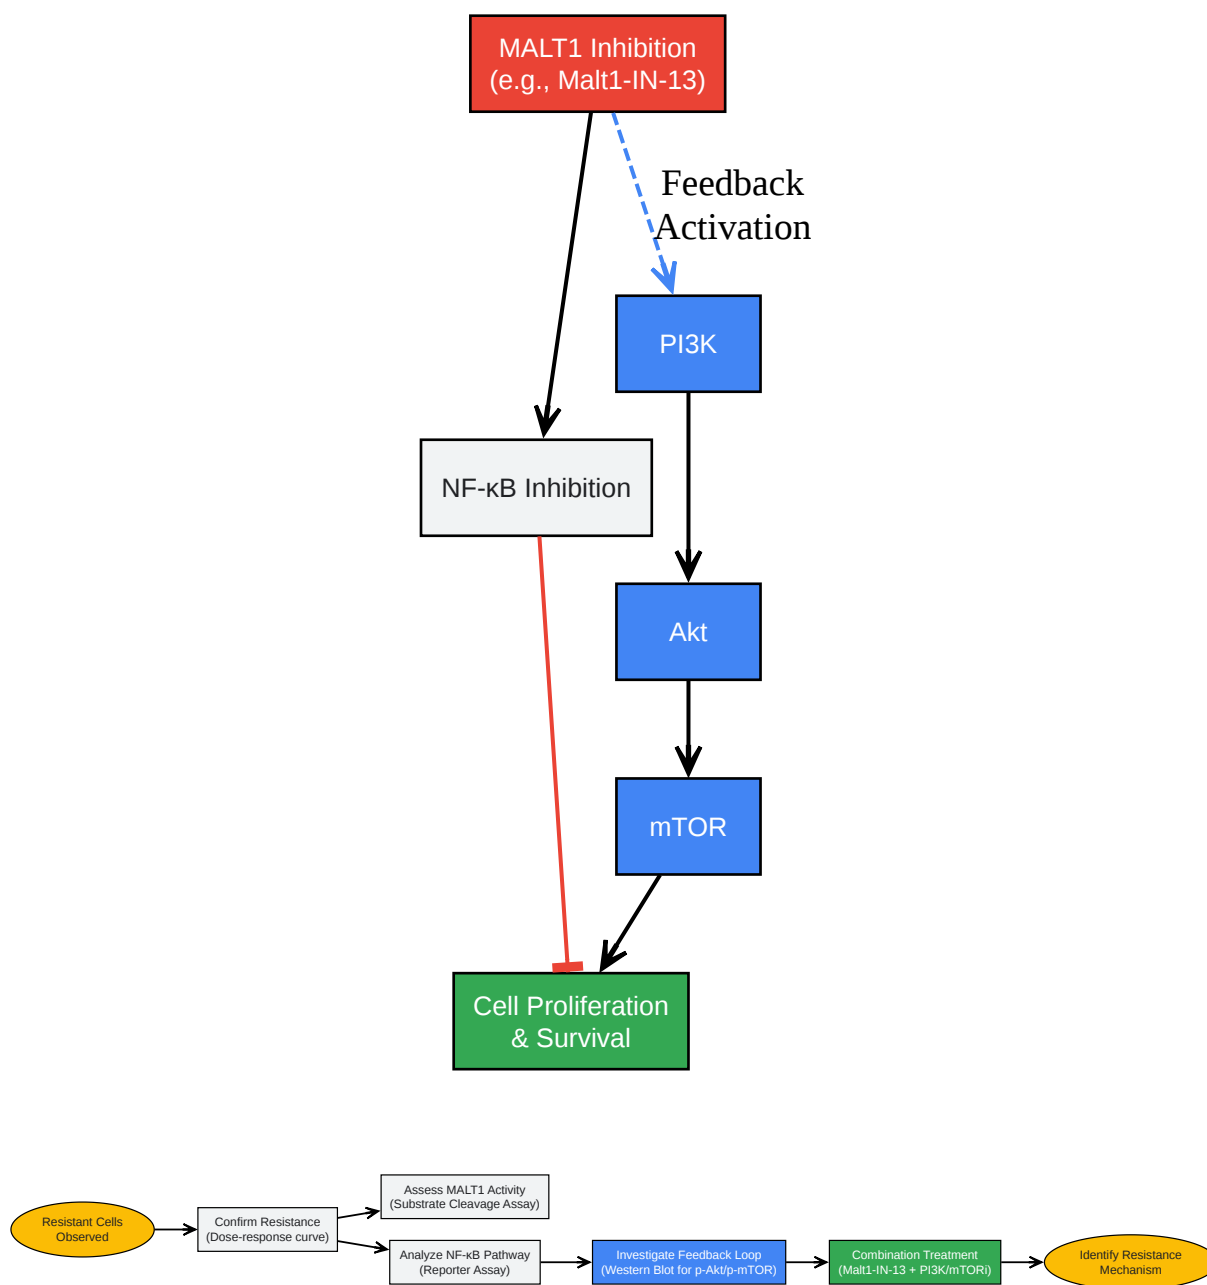 MALT1 Inhibition
(e.g., Malt1-IN-13)
Feedback
Activation
PI3K
NF-κB Inhibition
Akt
mTOR
Cell Proliferation
& Survival
Resistant Cells
Observed
Confirm Resistance
(Dose-response curve)
Assess MALT1 Activity
(Substrate Cleavage Assay)
Analyze NF-κB Pathway
(Reporter Assay)
Investigate Feedback Loop
(Western Blot for p-Akt/p-mTOR)
Combination Treatment
(Malt1-IN-13 + PI3K/mTORi)
Identify Resistance
Mechanism